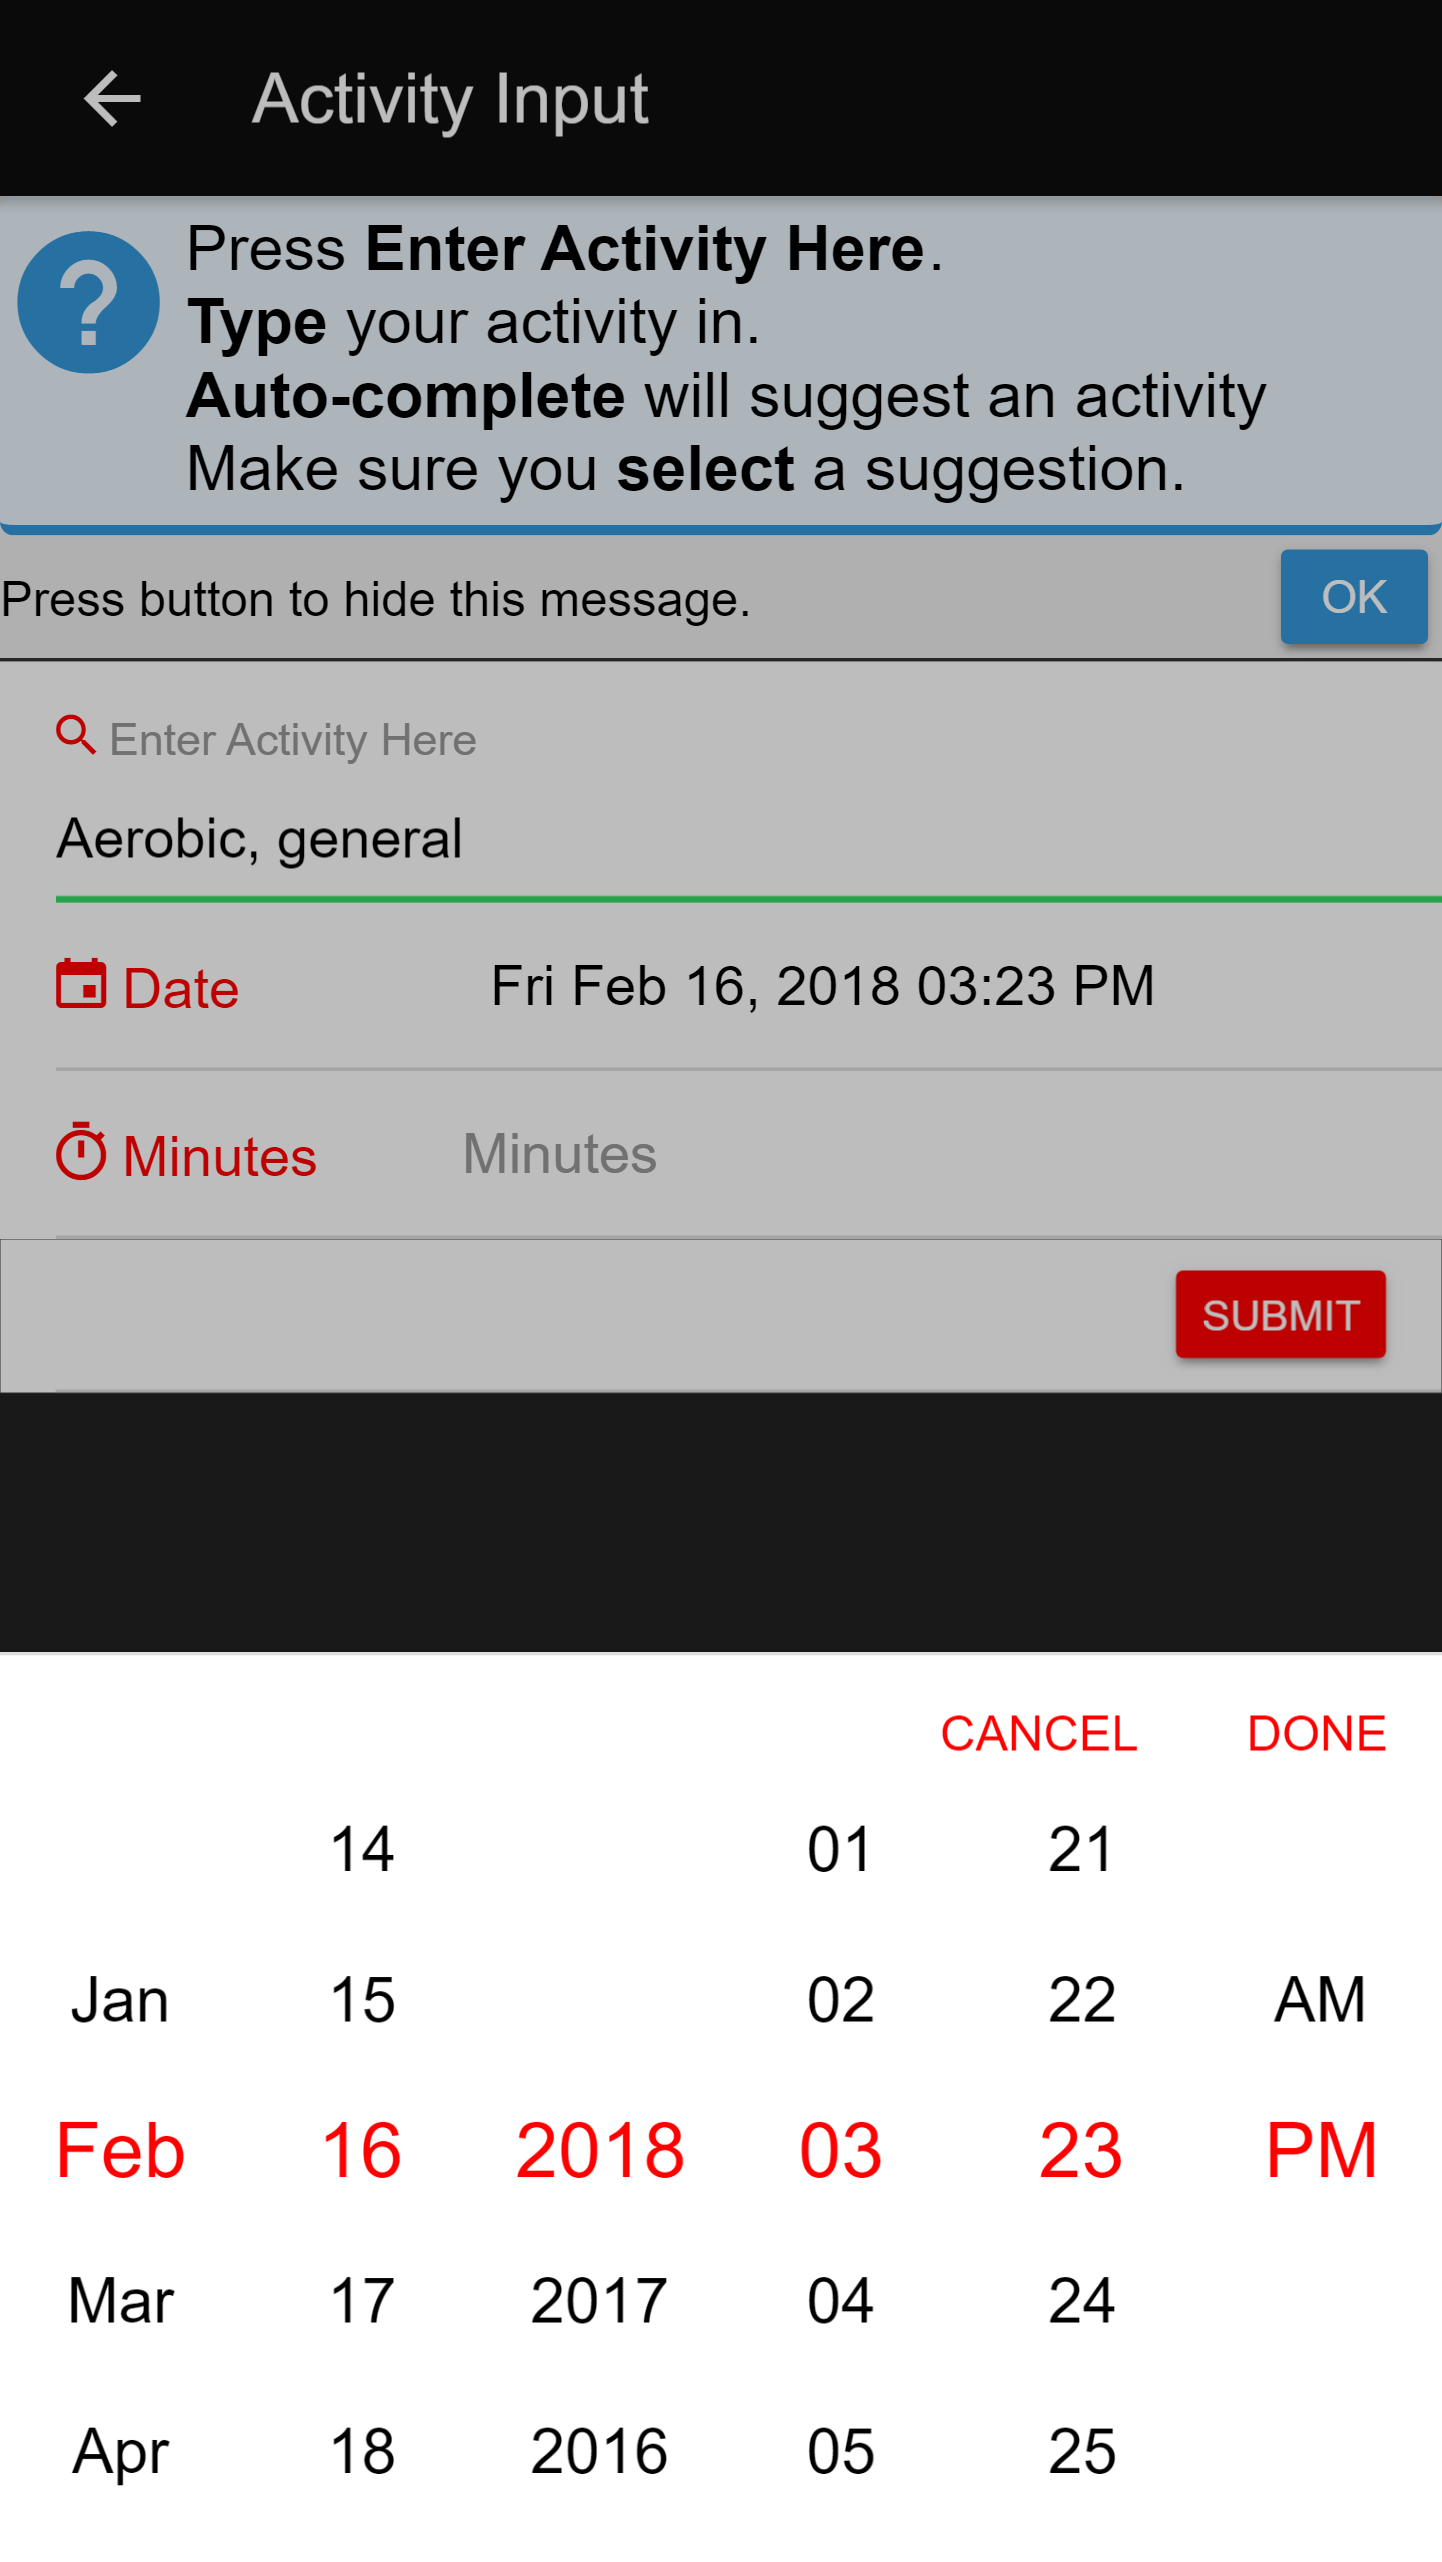 Activity Input
Press Enter Activity Here.
Type your activity in.
Auto-complete will suggest an activity
Make sure you select a suggestion.
Press button to hide this message.
OK
Enter Activity Here
Aerobic, general
Date Fri Feb 16, 2018 03:23 PM
Minutes Minutes
SUBMIT
CANCEL DONE
14 01 21
Jan 15 02 22 AM
Feb 16 2018 03 23 PM
Mar 17 2017 04 24
Apr 18 2016 05 25